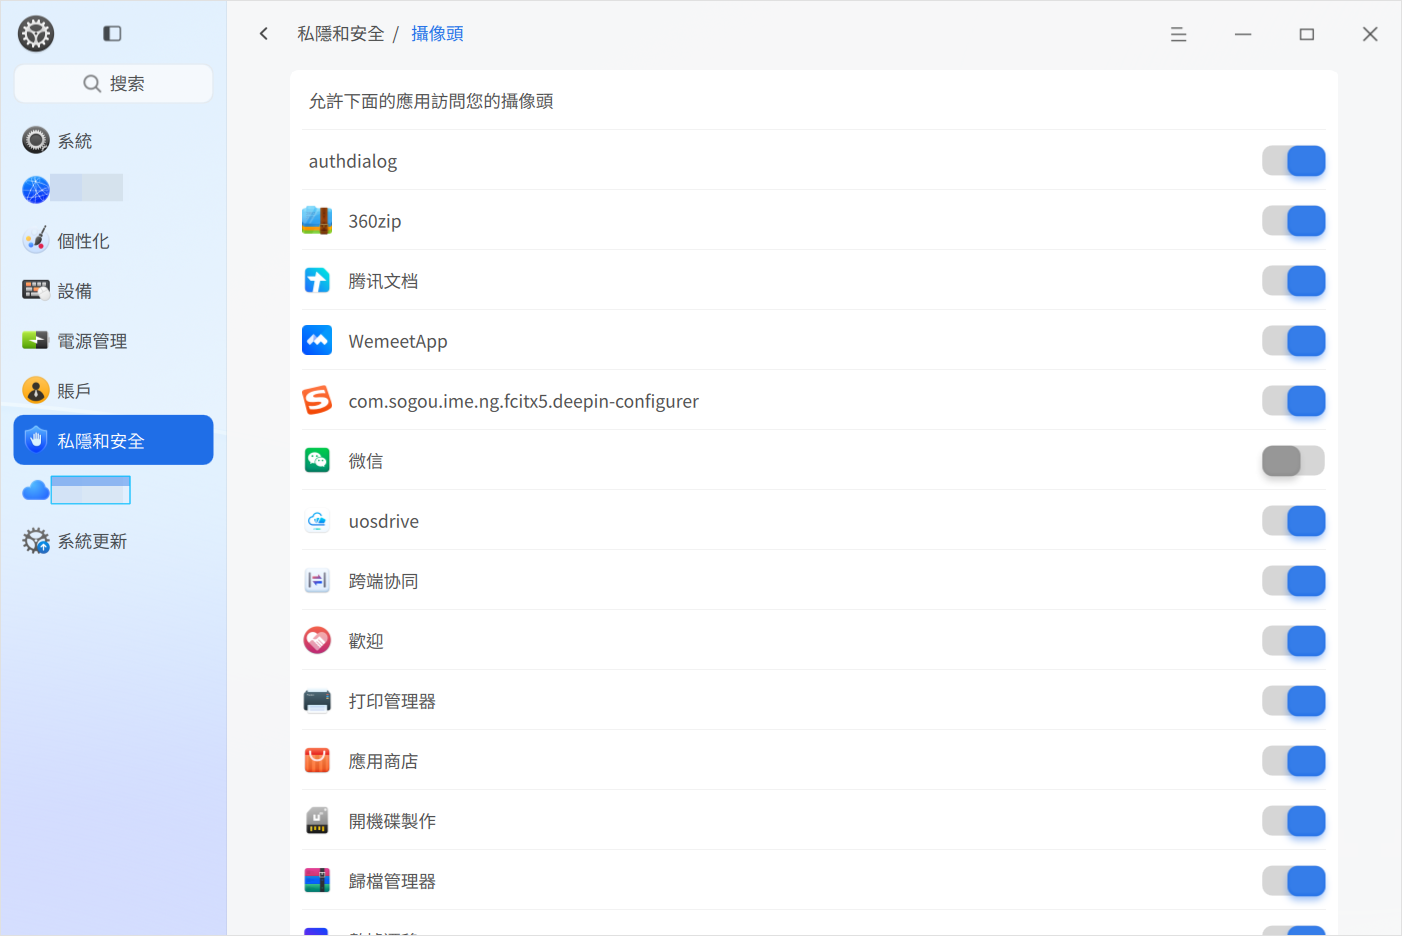 搜索
系統
個性化
設備
電源管理
賬戶
私隱和安全
系統更新
私隱和安全 / 攝像頭
允許下面的應用訪問您的攝像頭
authdialog
360zip
腾讯文档
WemeetApp
com.sogou.ime.ng.fcitx5.deepin-configurer
微信
uosdrive
跨端协同
歡迎
打印管理器
應用商店
開機碟製作
歸檔管理器